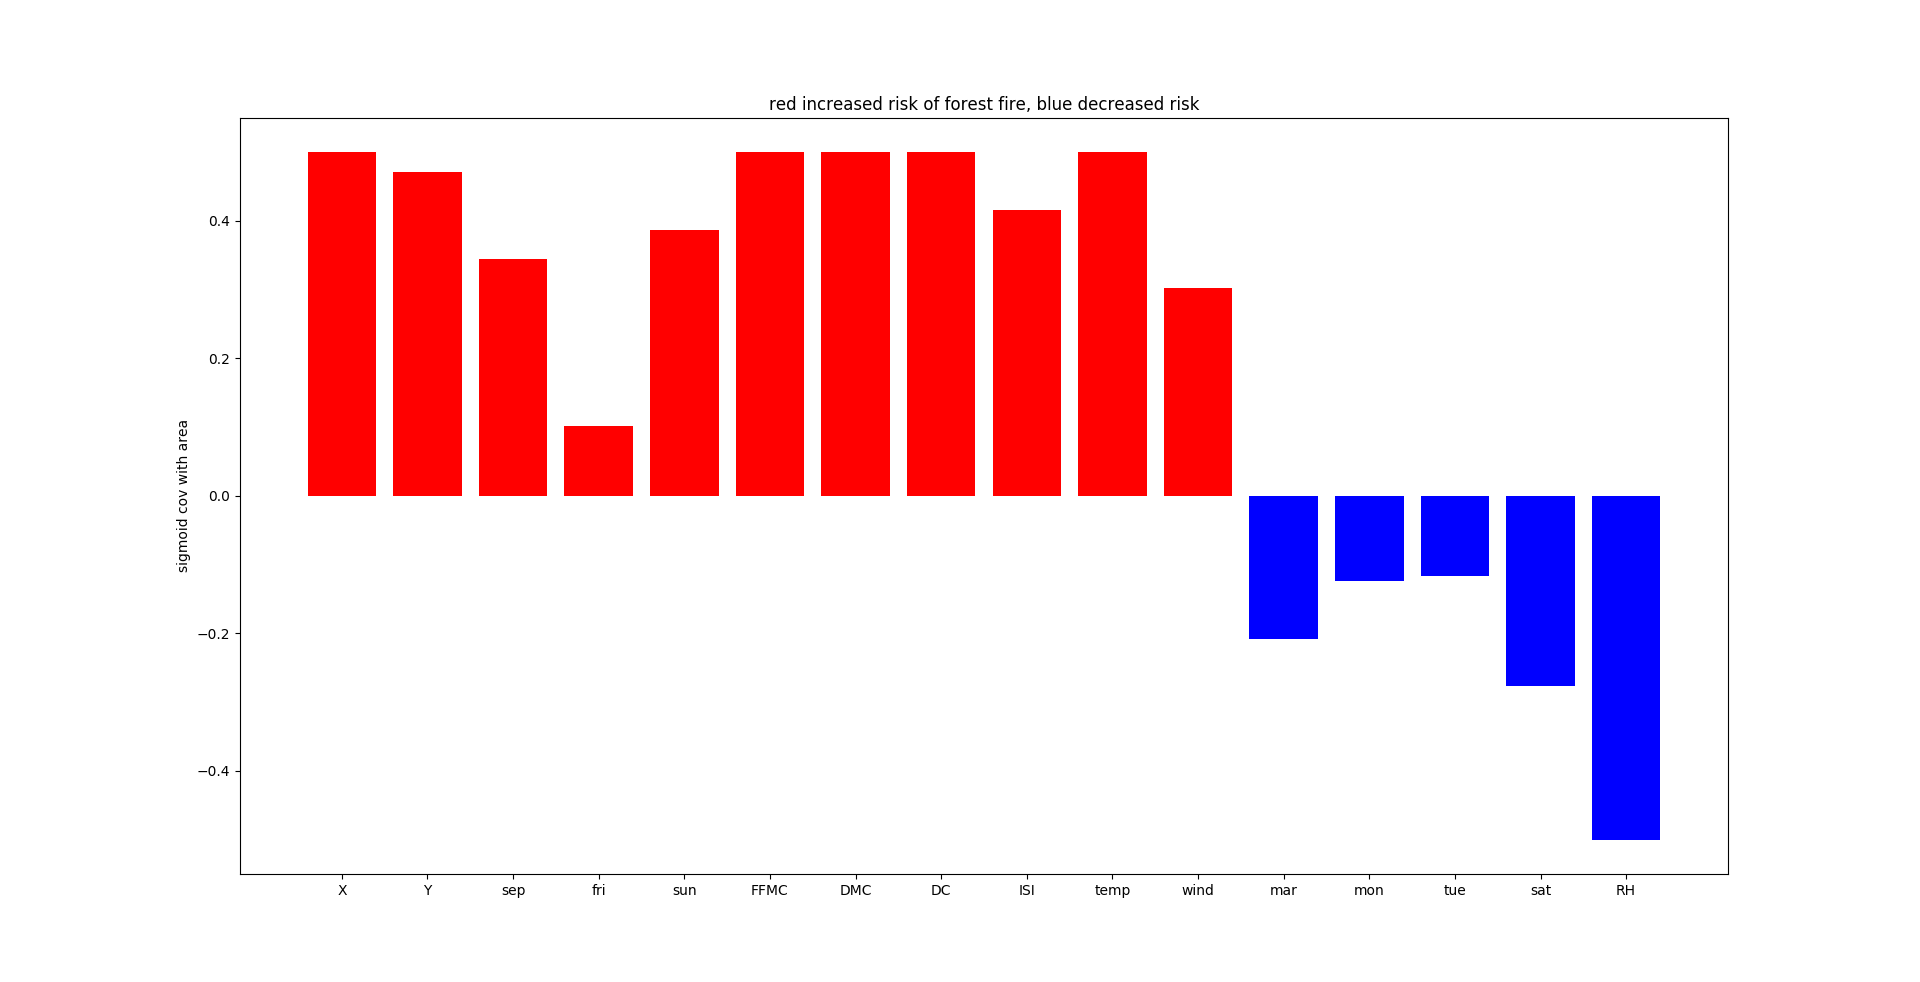 red increased risk of forest fire, blue decreased risk
sigmoid cov with area
0.4
0.2
0.0
−0.2
−0.4
X Y sep fri sun FFMC DMC DC ISI temp wind mar mon tue sat RH